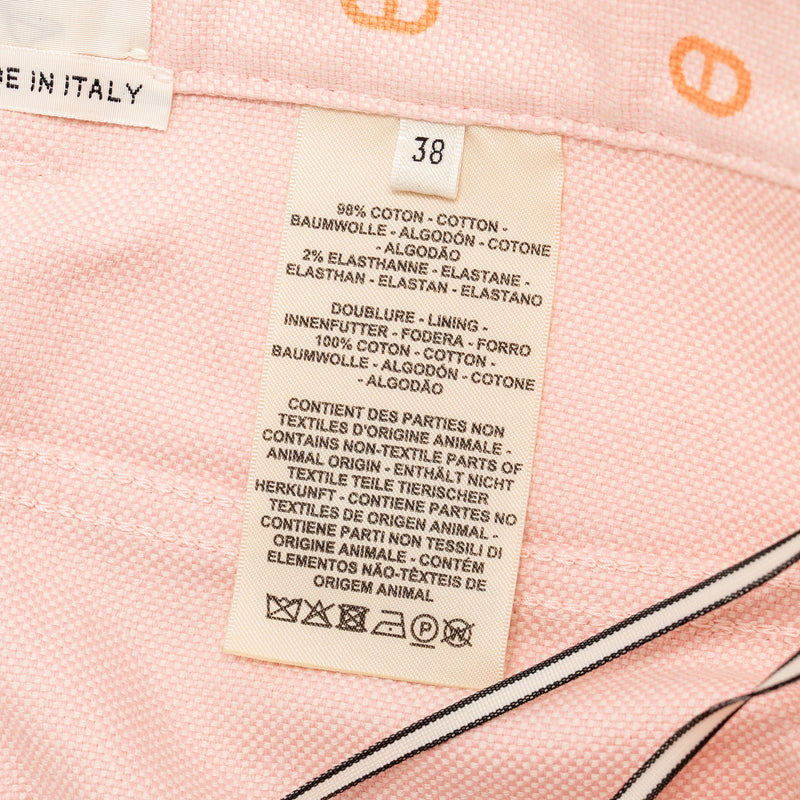 DE IN ITALY
38
98% COTON - COTTON -
BAUMWOLLE - ALGODÓN - COTONE
- ALGODÃO
2% ELASTHANNE - ELASTANE -
ELASTHAN - ELASTAN - ELASTANO
DOUBLURE - LINING -
INNENFUTTER - FODERA - FORRO
100% COTON - COTTON -
BAUMWOLLE - ALGODÓN - COTONE
- ALGODÃO
CONTIENT DES PARTIES NON
TEXTILES D'ORIGINE ANIMALE -
CONTAINS NON-TEXTILE PARTS OF
ANIMAL ORIGIN - ENTHÄLT NICHT
TEXTILE TEILE TIERISCHER
HERKUNFT - CONTIENE PARTES NO
TEXTILES DE ORIGEN ANIMAL -
CONTIENE PARTI NON TESSILI DI
ORIGINE ANIMALE - CONTÉM
ELEMENTOS NÃO-TÊXTEIS DE
ORIGEM ANIMAL
P W